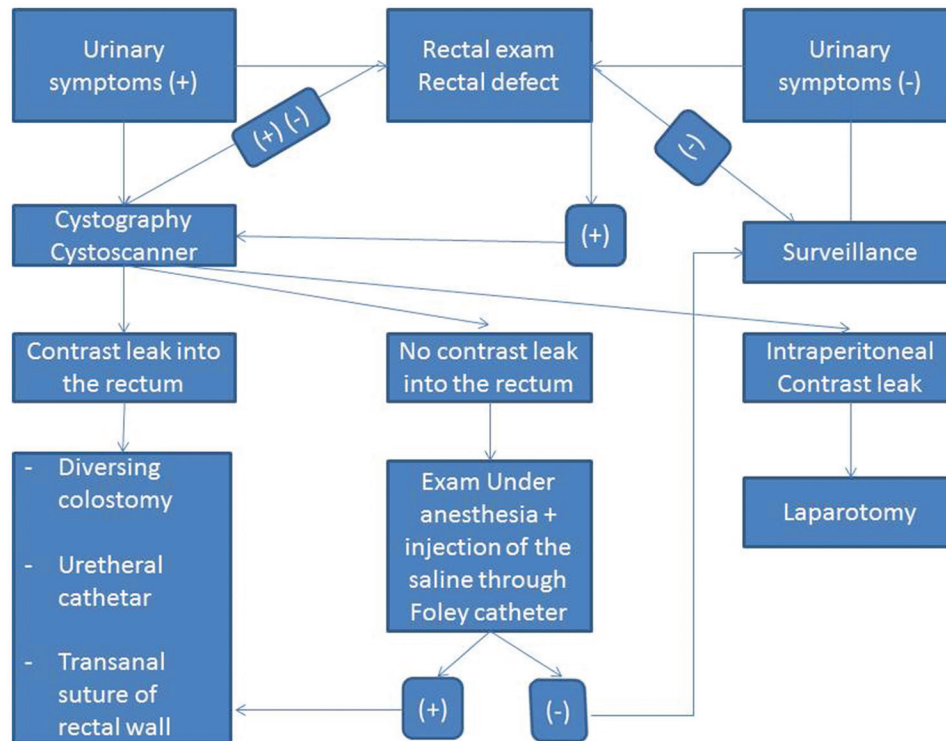 Urinary
symptoms (+)
Rectal exam
Rectal defect
Urinary
symptoms (-)
(+) (-)
(-)
Cystography
Cystoscanner
(+)
Surveillance
Contrast leak into
the rectum
No contrast leak
into the rectum
Intraperitoneal
Contrast leak
- Diversing
colostomy
- Uretheral
cathetar
- Transanal
suture of
rectal wall
Exam Under
anesthesia +
injection of the
saline through
Foley catheter
Laparotomy
(+)
(-)